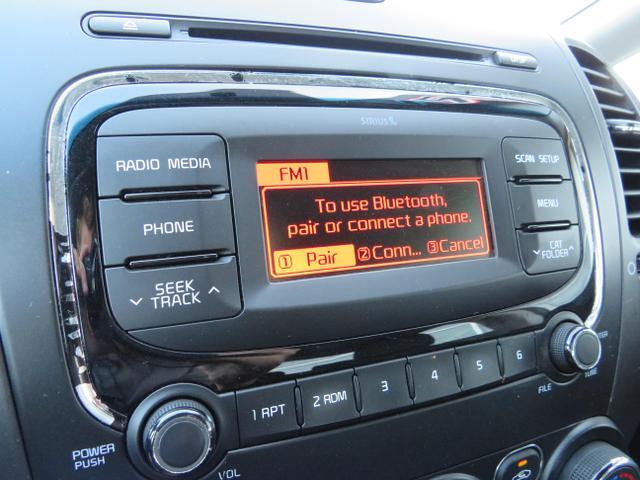 SIRIUS
RADIO MEDIA
PHONE
SEEK
TRACK
FM1
To use Bluetooth,
pair or connect a phone.
① Pair ②Conn... ③Cancel
SCAN SETUP
MENU
CAT
FOLDER
1 RPT
2 RDM
3
4
5
6
POWER
PUSH
VOL
FILE
TUNE